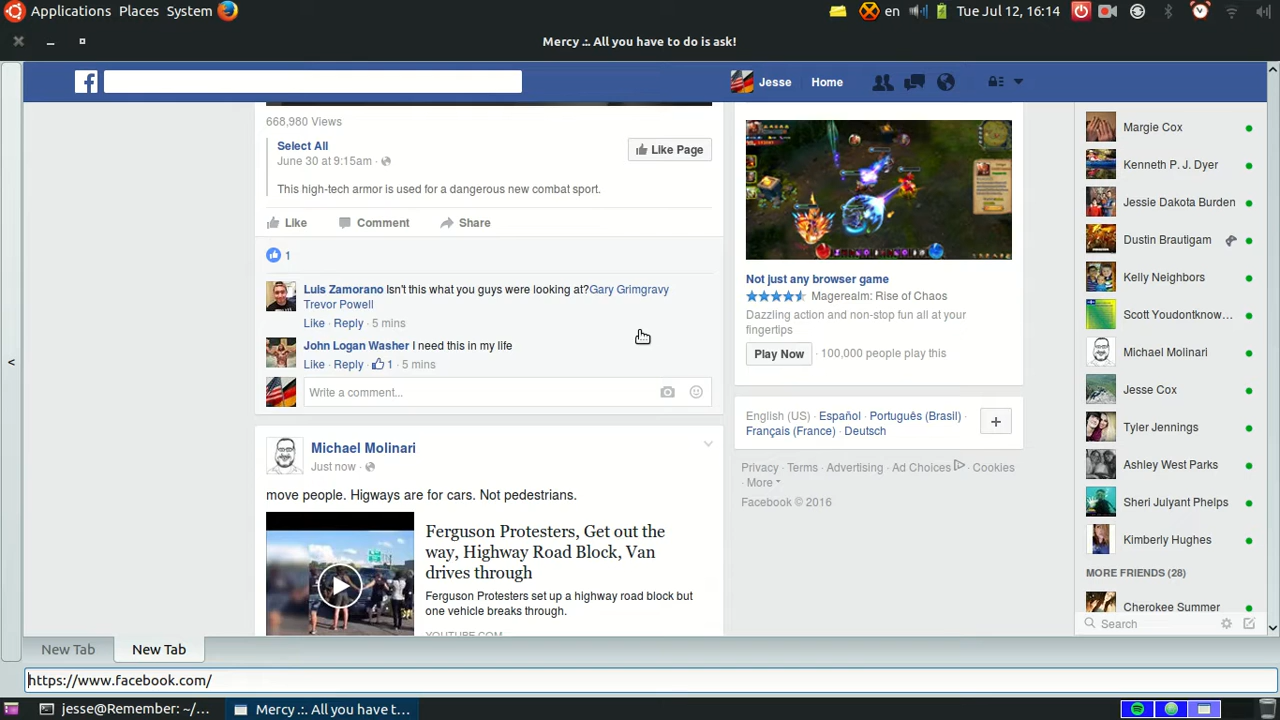 Applications Places System en Tue Jul 12, 16:14
Mercy .:. All you have to do is ask!
Jesse Home
668,980 Views
Select All
June 30 at 9:15am ·
Like Page
This high-tech armor is used for a dangerous new combat sport.
Like Comment Share
1
Luis Zamorano Isn't this what you guys were looking at?Gary Grimgravy
Trevor Powell
Like · Reply · 5 mins
John Logan Washer I need this in my life
Like · Reply · 1 · 5 mins
Write a comment...
Michael Molinari
Just now ·
move people. Higways are for cars. Not pedestrians.
Ferguson Protesters, Get out the
way, Highway Road Block, Van
drives through
Ferguson Protesters set up a highway road block but
one vehicle breaks through.
YOUTUBE.COM
Not just any browser game
Magerealm: Rise of Chaos
Dazzling action and non-stop fun all at your
fingertips
Play Now · 100,000 people play this
English (US) · Español · Português (Brasil) ·
Français (France) · Deutsch
+
Privacy · Terms · Advertising · Ad Choices · Cookies
· More
Facebook © 2016
Margie Cox
Kenneth P. J. Dyer
Jessie Dakota Burden
Dustin Brautigam
Kelly Neighbors
Scott Youdontknow...
Michael Molinari
Jesse Cox
Tyler Jennings
Ashley West Parks
Sheri Julyant Phelps
Kimberly Hughes
MORE FRIENDS (28)
Cherokee Summer
Search
<
New Tab New Tab
https://www.facebook.com/
jesse@Remember: ~/... Mercy .:. All you have t...